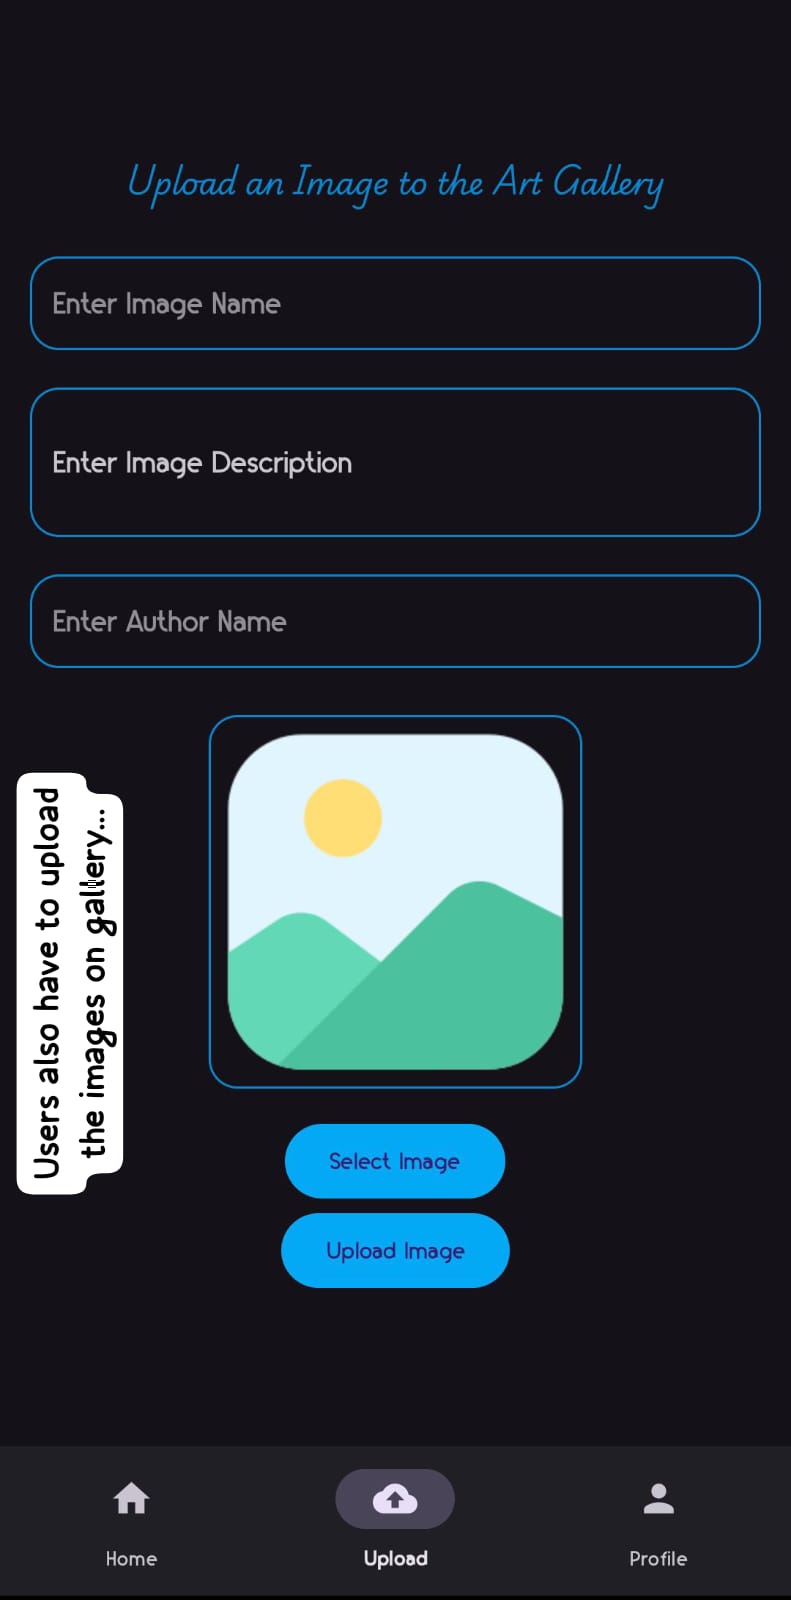 Upload an Image to the Art Gallery
Enter Image Name
Enter Image Description
Enter Author Name
Users also have to upload
the images on gallery...
Select Image
Upload Image
Home
Upload
Profile